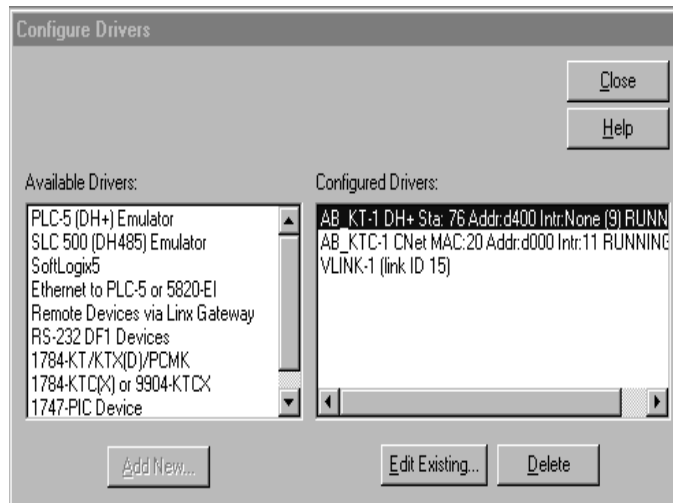 Configure Drivers
Close
Help
Available Drivers:
PLC-5 (DH+) Emulator
SLC 500 (DH485) Emulator
SoftLogix5
Ethernet to PLC-5 or 5820-EI
Remote Devices via Linx Gateway
RS-232 DF1 Devices
1784-KT/KTX(D)/PCMK
1784-KTC(X) or 9904-KTCX
1747-PIC Device
Configured Drivers:
AB_KT-1 DH+ Sta: 76 Addr:d400 Intr:None (9) RUNN
AB_KTC-1 CNet MAC:20 Addr:d000 Intr:11 RUNNING
VLINK-1 (link ID 15)
Add New...
Edit Existing...
Delete